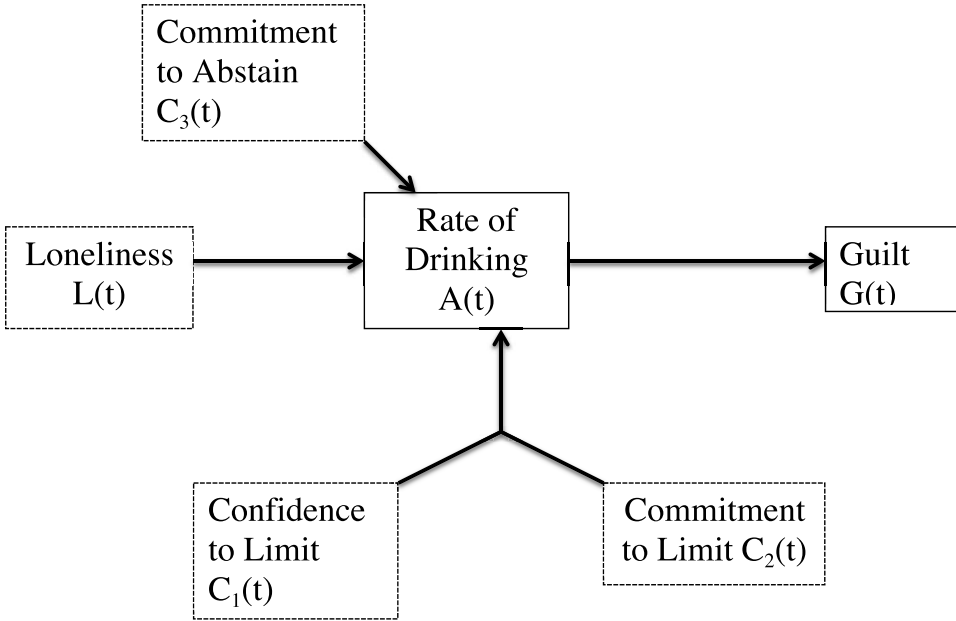 Commitment
to Abstain
C₃(t)
Loneliness
L(t)
Rate of
Drinking
A(t)
Guilt
G(t)
Confidence
to Limit
C₁(t)
Commitment
to Limit C₂(t)